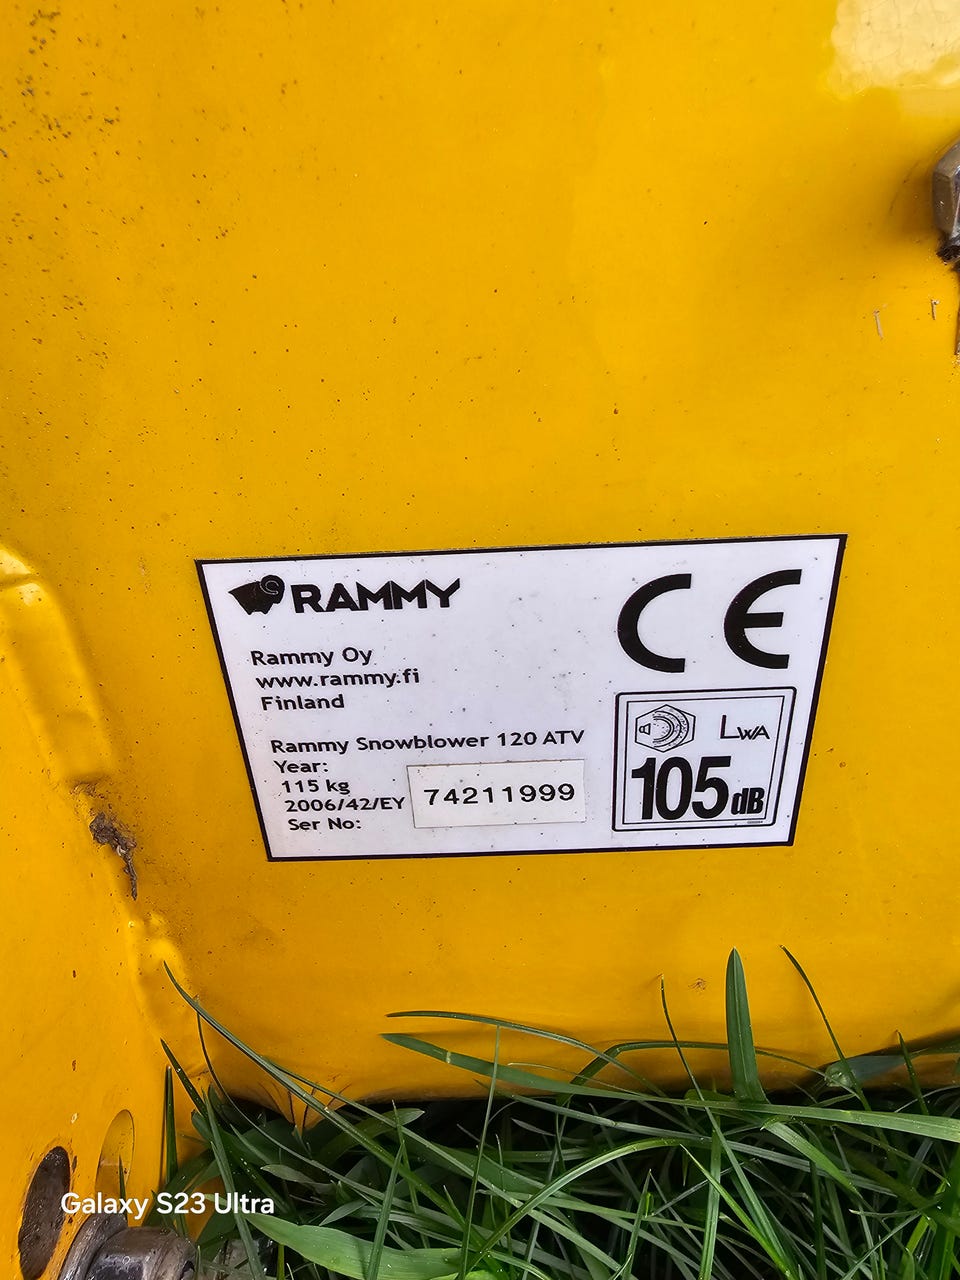 RAMMY
CE
Rammy Oy
www.rammy.fi
Finland
Rammy Snowblower 120 ATV
Year:
115 kg
2006/42/EY
Ser No:
74211999
LWA
105dB
Galaxy S23 Ultra